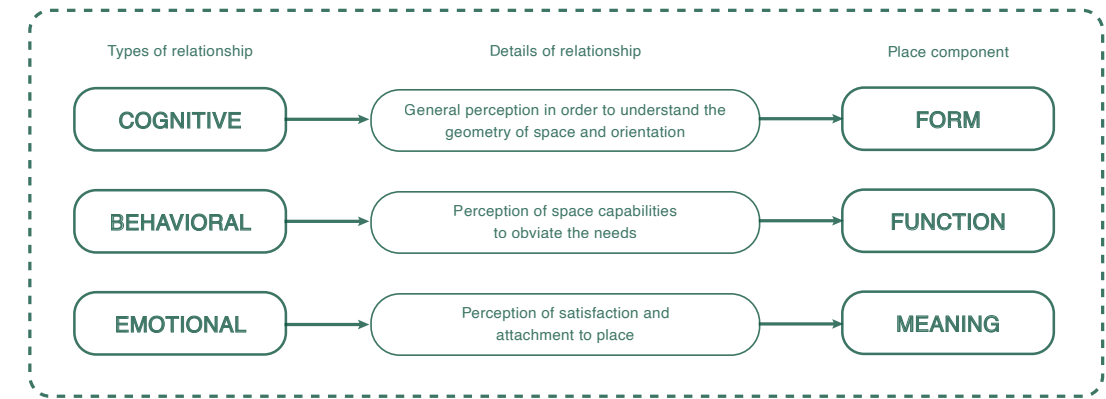 Types of relationship
Details of relationship
Place component
COGNITIVE
General perception in order to understand the
geometry of space and orientation
FORM
BEHAVIORAL
Perception of space capabilities
to obviate the needs
FUNCTION
EMOTIONAL
Perception of satisfaction and
attachment to place
MEANING